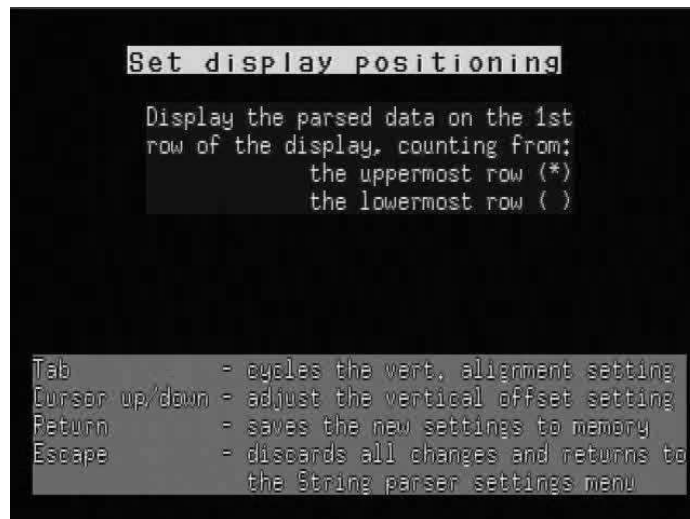 Set display positioning
Display the parsed data on the 1st
row of the display, counting from:
the uppermost row (*)
the lowermost row ( )
Tab - cycles the vert. alignment setting
Cursor up/down - adjust the vertical offset setting
Return - saves the new settings to memory
Escape - discards all changes and returns to
the String parser settings menu